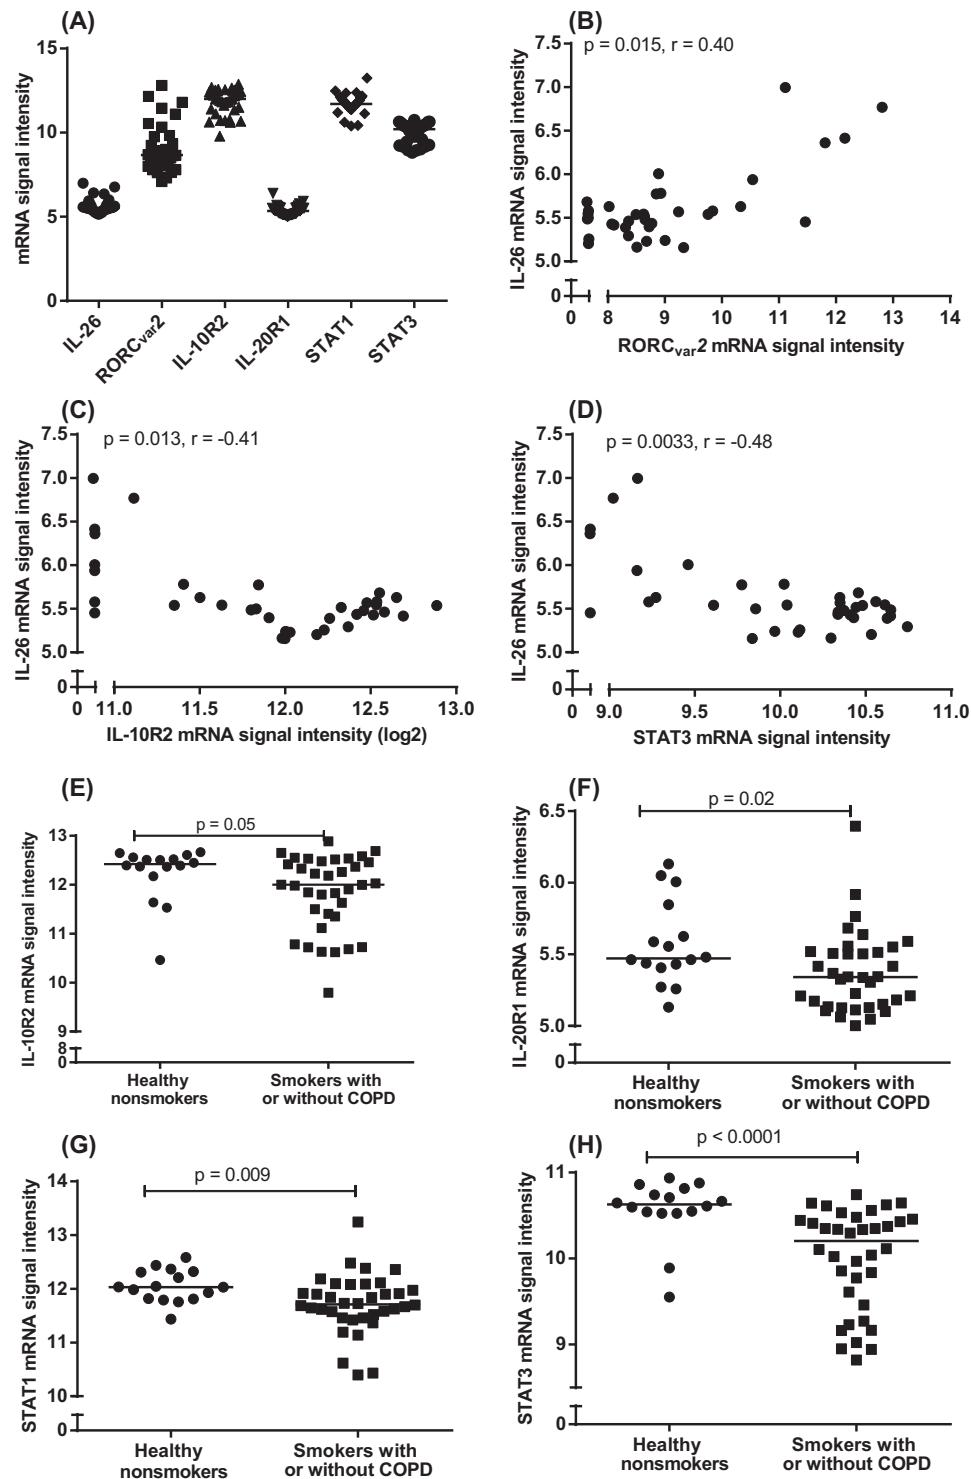 (A)
mRNA signal intensity
15
10
5
0
IL-26
RORCvar2
IL-10R2
IL-20R1
STAT1
STAT3
(B)
p = 0.015, r = 0.40
IL-26 mRNA signal intensity
7.5
7.0
6.5
6.0
5.5
5.0
0
0 8 9 10 11 12 13 14
RORCvar2 mRNA signal intensity
(C)
p = 0.013, r = -0.41
IL-26 mRNA signal intensity
7.5
7.0
6.5
6.0
5.5
5.0
0
0 11.0 11.5 12.0 12.5 13.0
IL-10R2 mRNA signal intensity (log2)
(D)
p = 0.0033, r = -0.48
IL-26 mRNA signal intensity
7.5
7.0
6.5
6.0
5.5
5.0
0
0 9.0 9.5 10.0 10.5 11.0
STAT3 mRNA signal intensity
(E)
p = 0.05
IL-10R2 mRNA signal intensity
13
12
11
10
9
8
0
Healthy
nonsmokers
Smokers with
or without COPD
(F)
p = 0.02
IL-20R1 mRNA signal intensity
6.5
6.0
5.5
5.0
0
Healthy
nonsmokers
Smokers with
or without COPD
(G)
p = 0.009
STAT1 mRNA signal intensity
14
13
12
11
10
0
Healthy
nonsmokers
Smokers with
or without COPD
(H)
p < 0.0001
STAT3 mRNA signal intensity
11
10
9
0
Healthy
nonsmokers
Smokers with
or without COPD